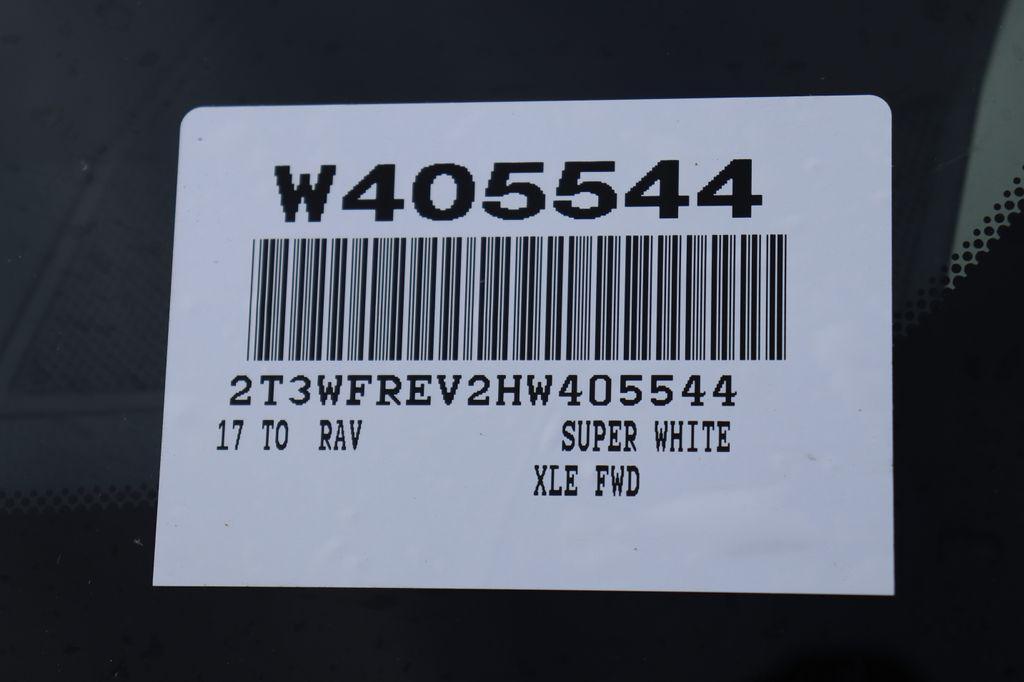 W405544
2T3WFREV2HW405544
17 TO RAV SUPER WHITE
XLE FWD